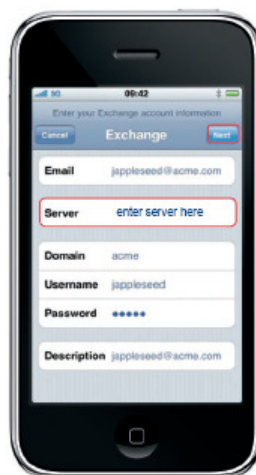 3G 09:42
Enter your Exchange account information
Cancel Exchange Next
Email jappleseed@acme.com
Server enter server here
Domain acme
Username jappleseed
Password •••••
Description jappleseed@acme.com